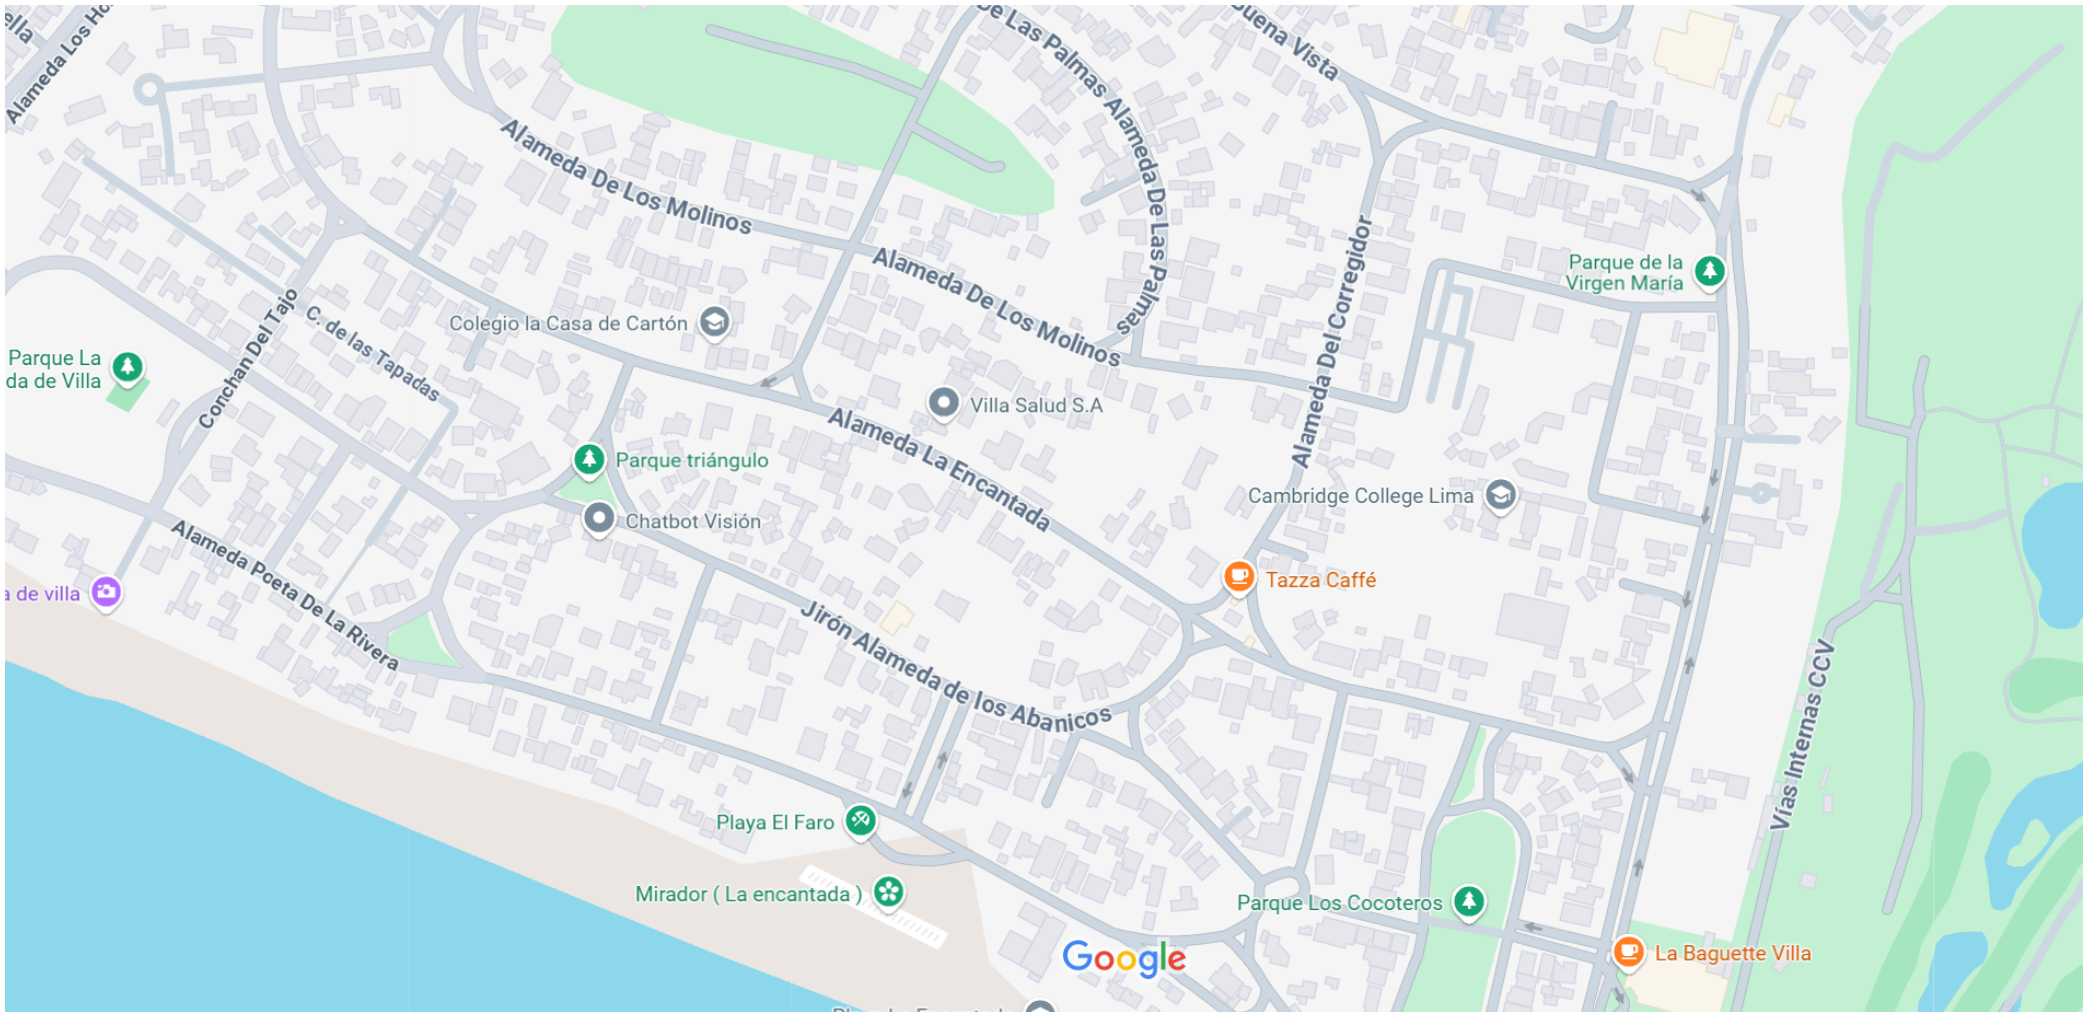 ella
Alameda Los Ho
De Las Palmas
Alameda De Las Palmas
Buena Vista
Alameda De Los Molinos
Alameda De Los Molinos
Alameda Del Corregidor
Parque de la
Virgen María
Colegio la Casa de Cartón
C. de las Tapadas
Conchan Del Tajo
Parque La
da de Villa
Villa Salud S.A
Alameda La Encantada
Parque triángulo
Chatbot Visión
Cambridge College Lima
Alameda Poeta De La Rivera
a de villa
Tazza Caffé
Jirón Alameda de los Abanicos
Vías Internas CCV
Playa El Faro
Mirador ( La encantada )
Parque Los Cocoteros
Google
La Baguette Villa